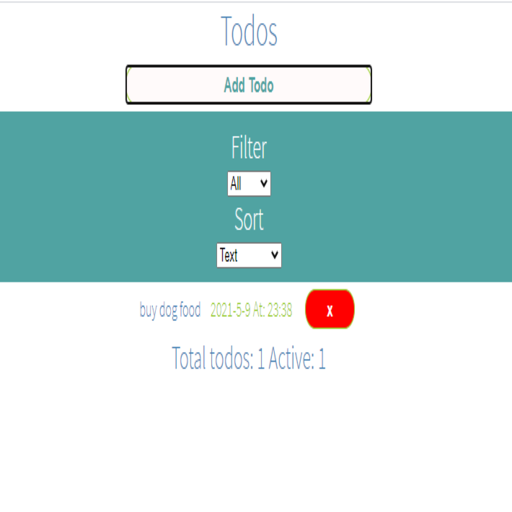 Todos
Add Todo
Filter
All
Sort
Text
buy dog food 2021-5-9 At: 23:38 x
Total todos: 1 Active: 1